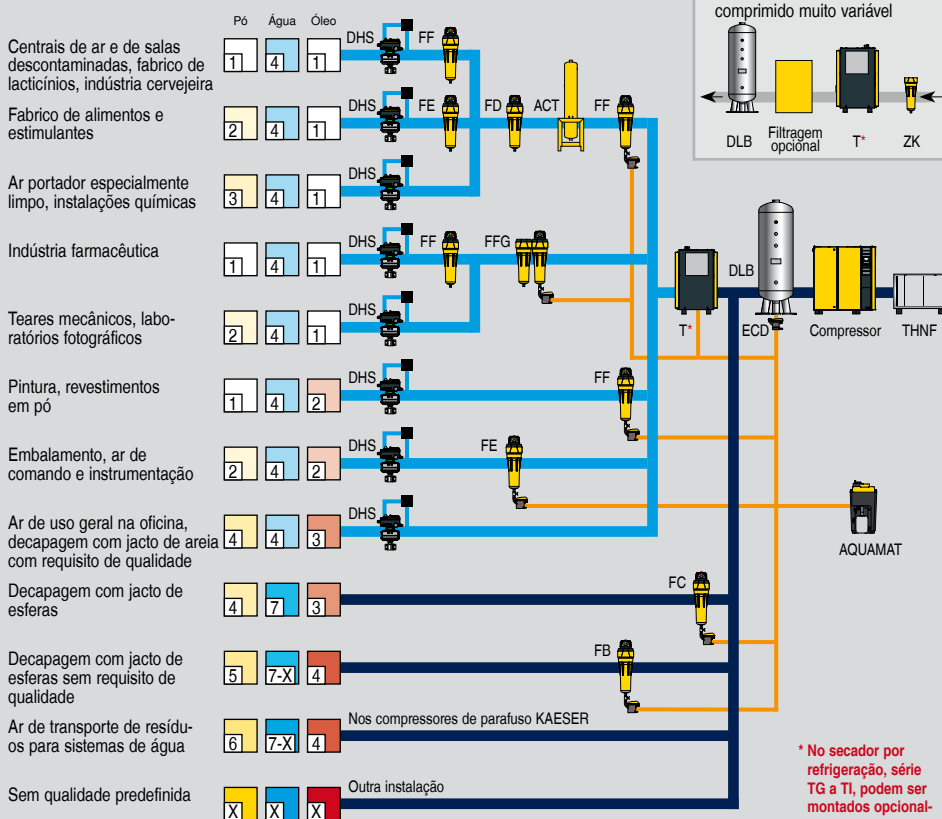 comprimido muito variável
DLB
Filtragem
opcional
T*
ZK
Pó Água Óleo
Centrais de ar e de salas
descontaminadas, fabrico de
lacticínios, indústria cervejeira
1 4 1
DHS FF
Fabrico de alimentos e
estimulantes
2 4 1
DHS FE FD ACT FF
Ar portador especialmente
limpo, instalações químicas
3 4 1
DHS
Indústria farmacêutica
1 4 1
DHS FF FFG
DLB
T* ECD Compressor THNF
Teares mecânicos, labo-
ratórios fotográficos
2 4 1
DHS
Pintura, revestimentos
em pó
1 4 2
DHS FF
Embalamento, ar de
comando e instrumentação
2 4 2
DHS FE
AQUAMAT
Ar de uso geral na oficina,
decapagem com jacto de areia
com requisito de qualidade
4 4 3
DHS
Decapagem com jacto de
esferas
4 7 3
FC
Decapagem com jacto de
esferas sem requisito de
qualidade
5 7-X 4
FB
Ar de transporte de resídu-
os para sistemas de água
6 7-X 4
Nos compressores de parafuso KAESER
Sem qualidade predefinida
X X X
Outra instalação
* No secador por
refrigeração, série
TG a TI, podem ser
montados opcional-